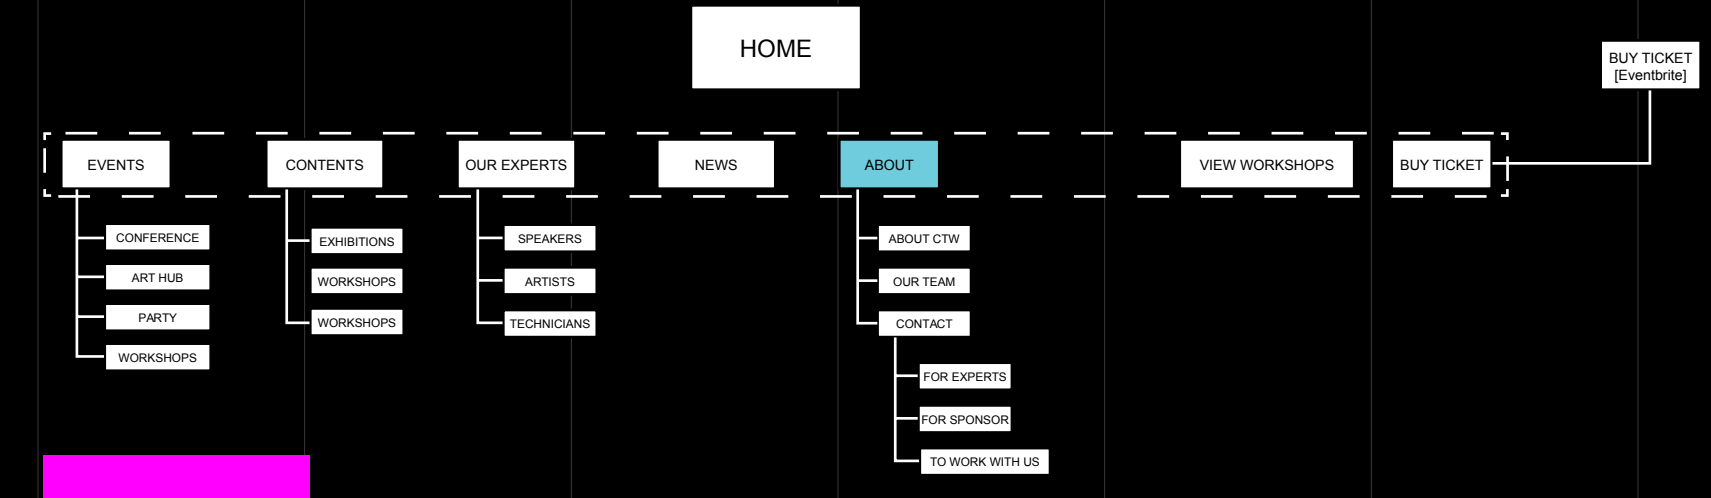 HOME
BUY TICKET
[Eventbrite]
EVENTS
CONTENTS
OUR EXPERTS
NEWS
ABOUT
VIEW WORKSHOPS
BUY TICKET
CONFERENCE
ART HUB
PARTY
WORKSHOPS
EXHIBITIONS
WORKSHOPS
WORKSHOPS
SPEAKERS
ARTISTS
TECHNICIANS
ABOUT CTW
OUR TEAM
CONTACT
FOR EXPERTS
FOR SPONSOR
TO WORK WITH US